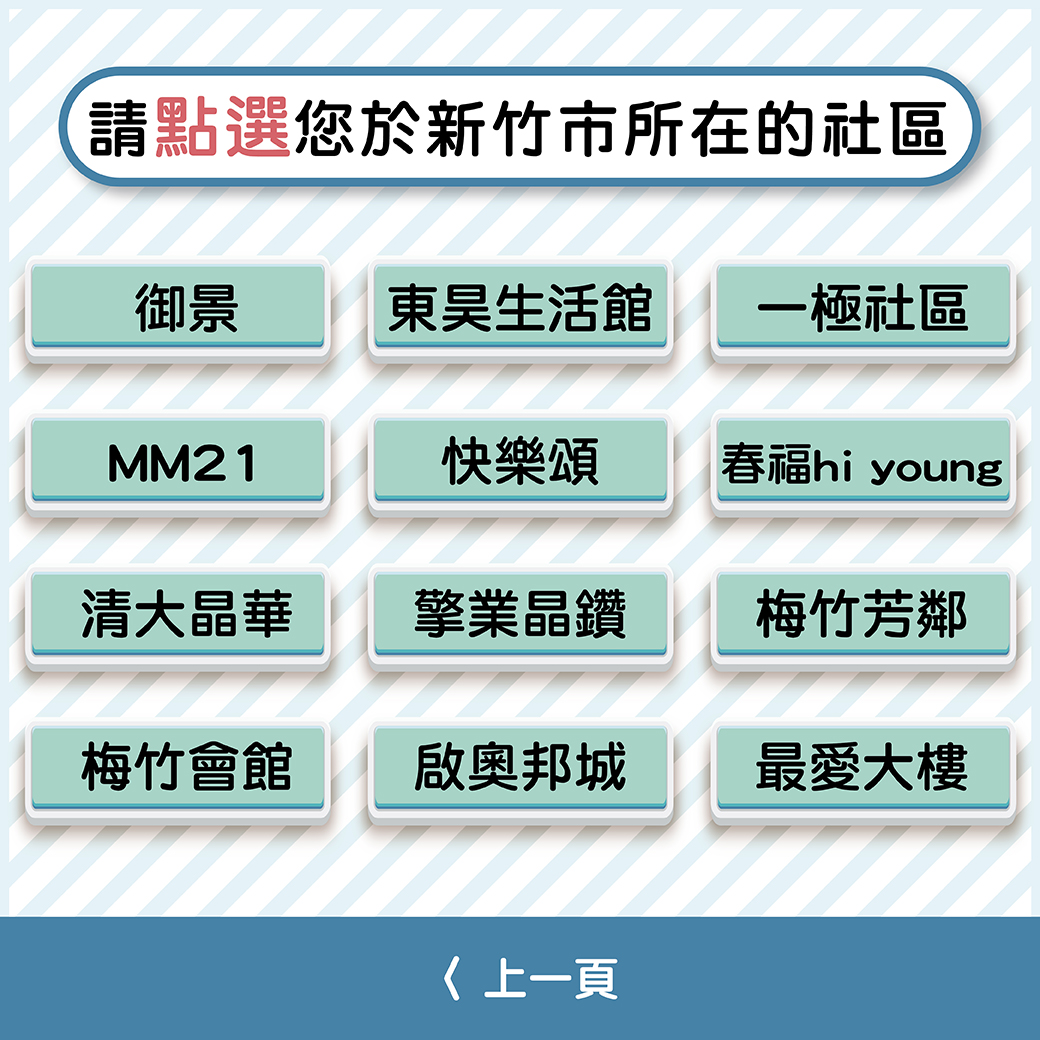 請點選您於新竹市所在的社區
御景
東昊生活館
一極社區
MM21
快樂頌
春福hi young
清大晶華
擎業晶鑽
梅竹芳鄰
梅竹會館
啟奧邦城
最愛大樓
〈 上一頁